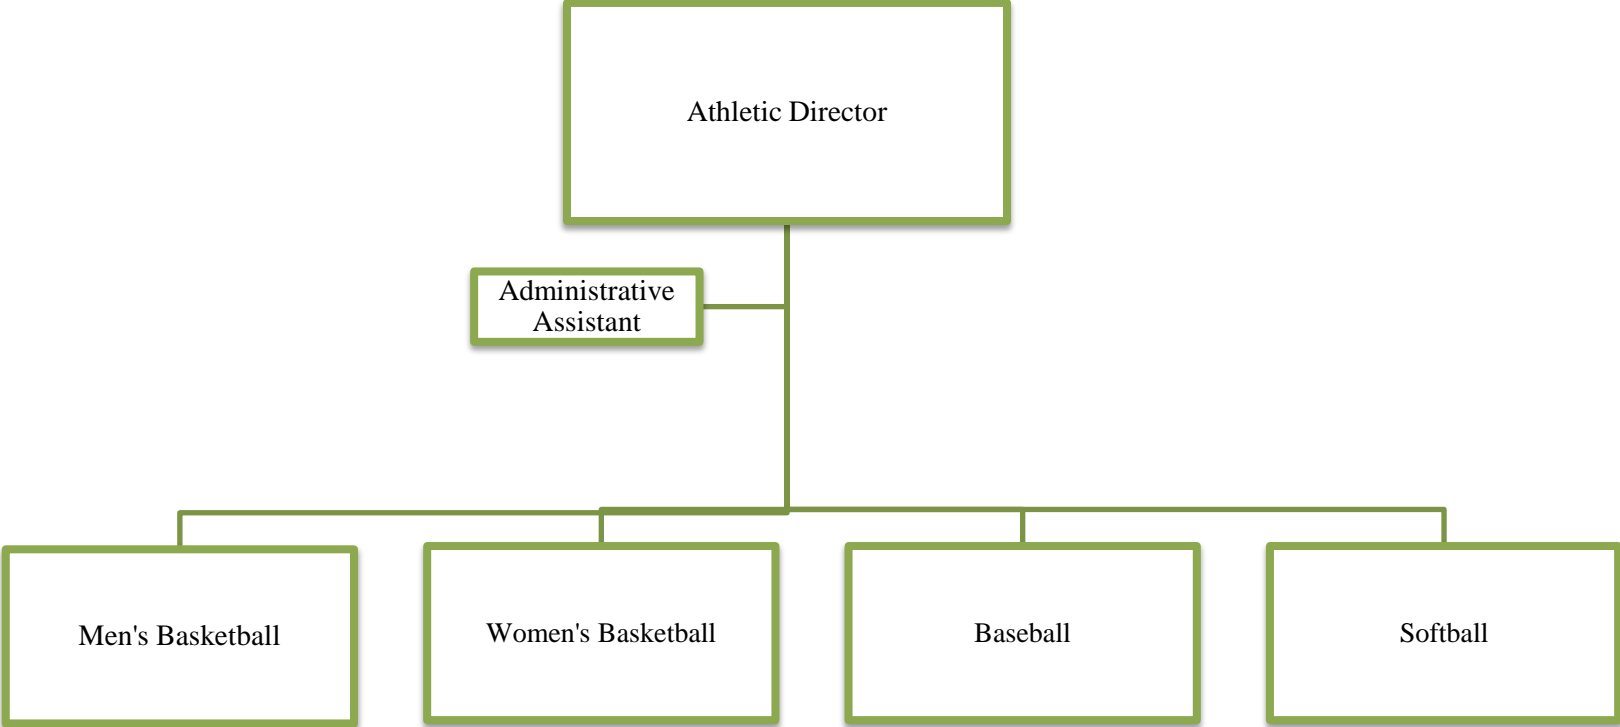 Athletic Director
Administrative
Assistant
Men's Basketball
Women's Basketball
Baseball
Softball